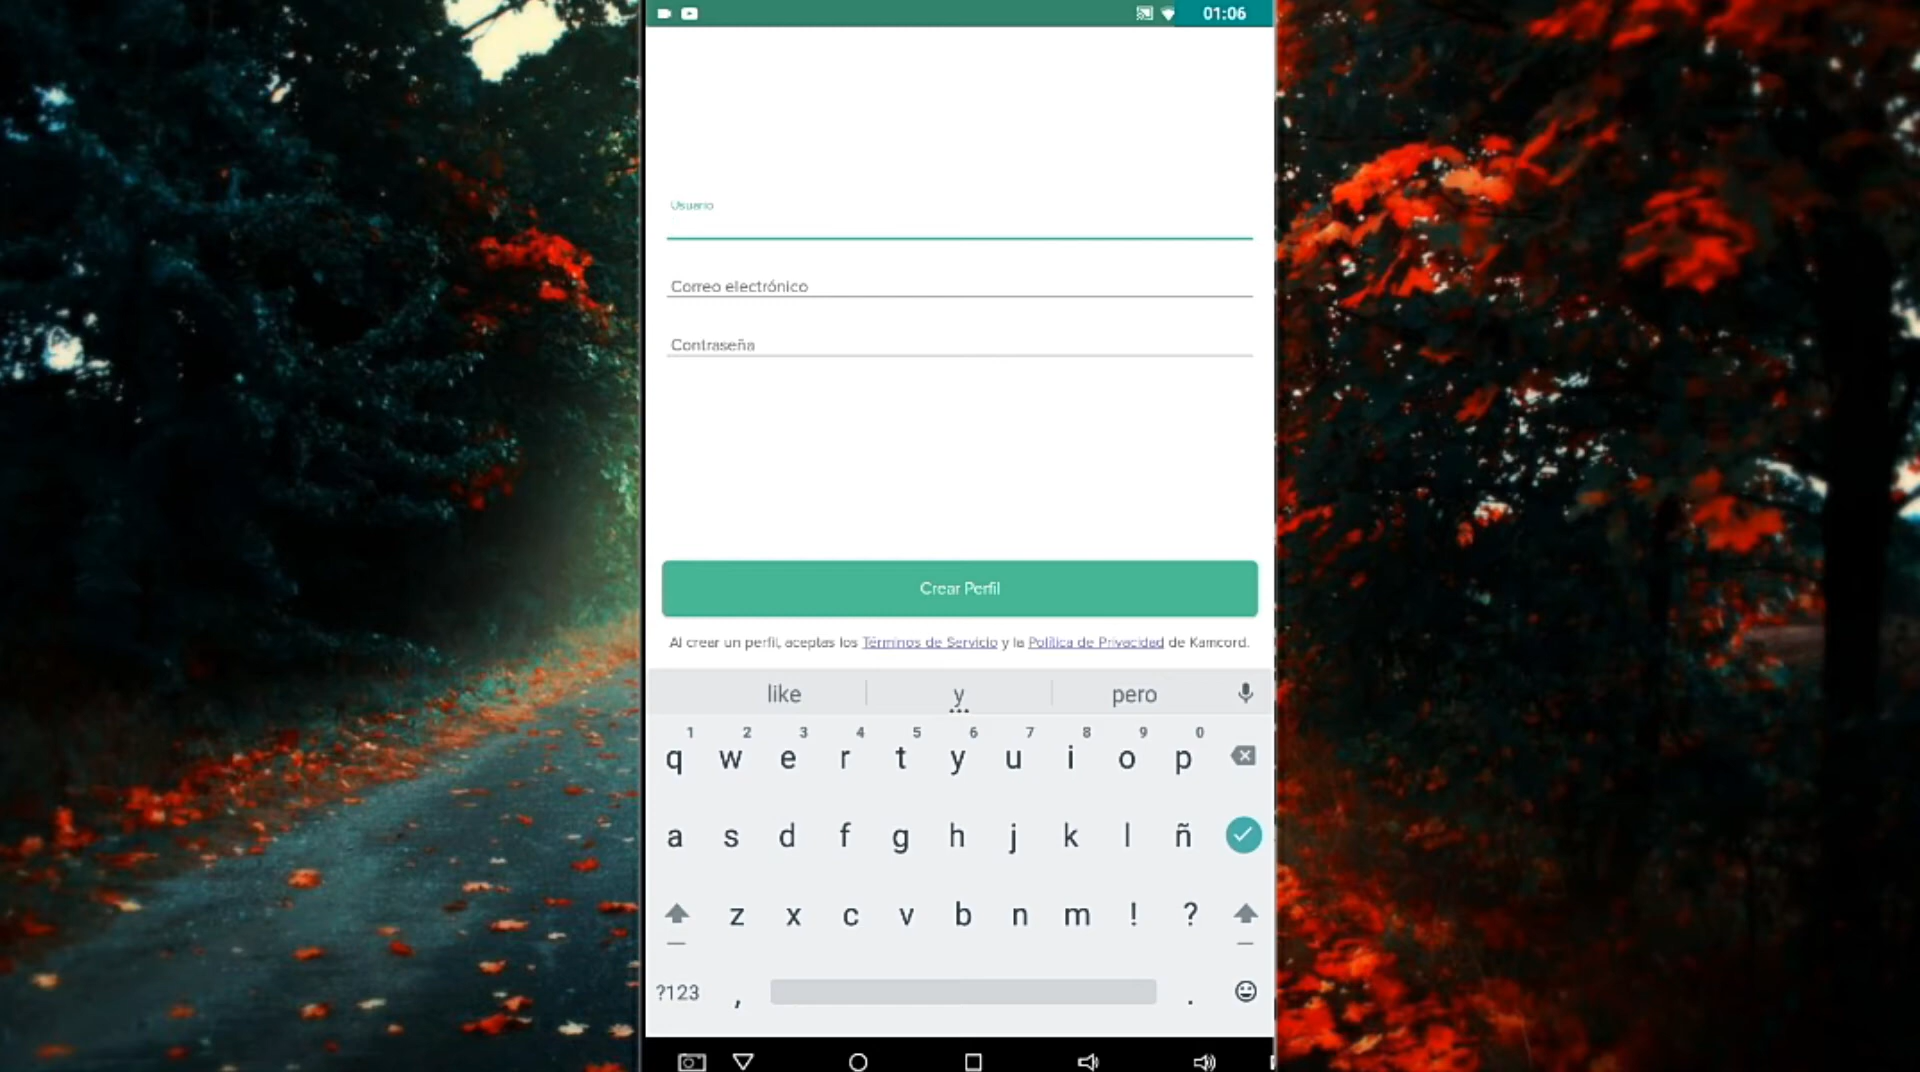 01:06
Usuario
Correo electrónico
Contraseña
Crear Perfil
Al crear un perfil, aceptas los Términos de Servicio y la Política de Privacidad de Kamcord.
like y pero
1 2 3 4 5 6 7 8 9 0
q w e r t y u i o p
a s d f g h j k l ñ
z x c v b n m ! ?
?123 , .